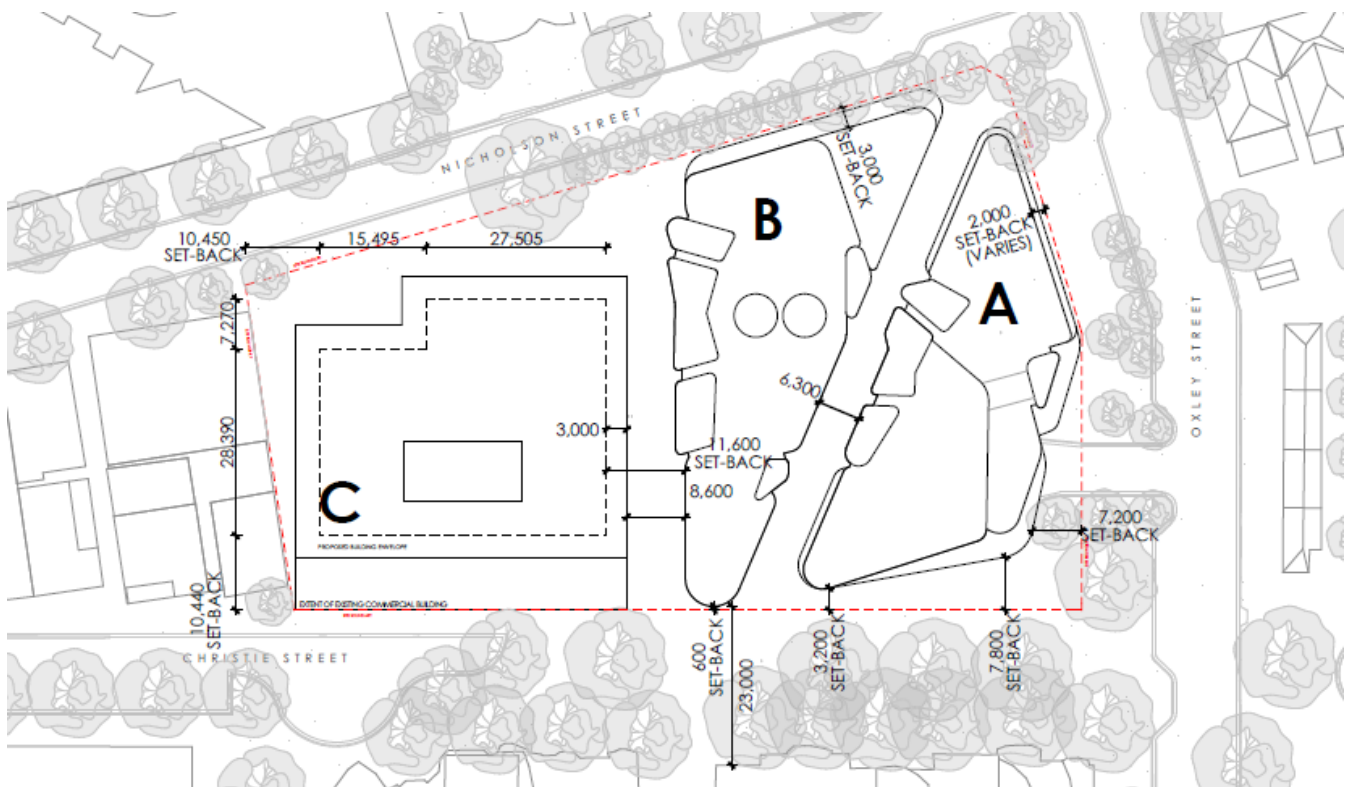 NICHOLSON STREET
10,450
SET-BACK
15,495
27,505
3,000
SET-BACK
B
2,000
SET-BACK
(VARIES)
A
7,270
28,390
OXLEY STREET
6,300
3,000
11,600
SET-BACK
8,600
C
PROPOSED BUILDING ENVELOPE
7,200
SET-BACK
10,440
SET-BACK
EXTENT OF EXISTING COMMERCIAL BUILDING
CHRISTIE STREET
600
SET-BACK
23,000
3,200
SET-BACK
7,800
SET-BACK